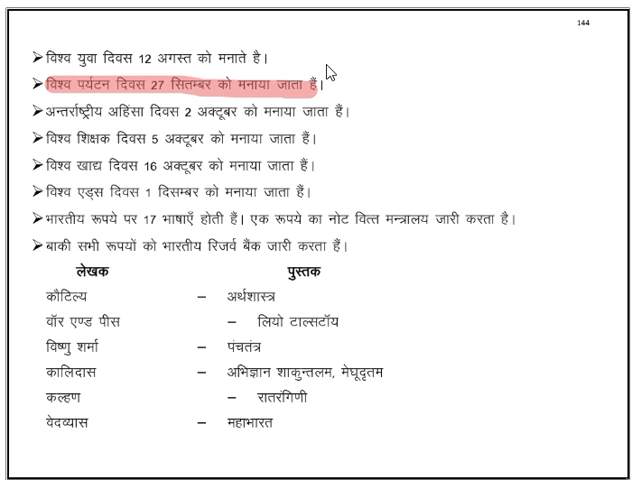 144
➢विश्व युवा दिवस 12 अगस्त को मनाते है।
➢विश्व पर्यटन दिवस 27 सितम्बर को मनाया जाता हैं।
➢अन्तर्राष्ट्रीय अहिंसा दिवस 2 अक्टूबर को मनाया जाता हैं।
➢विश्व शिक्षक दिवस 5 अक्टूबर को मनाया जाता हैं।
➢विश्व खाद्य दिवस 16 अक्टूबर को मनाया जाता हैं।
➢विश्व एड्स दिवस 1 दिसम्बर को मनाया जाता हैं।
➢भारतीय रूपये पर 17 भाषाएँ होती हैं। एक रूपये का नोट वित्त मन्त्रालय जारी करता है।
➢बाकी सभी रूपयों को भारतीय रिजर्व बैंक जारी करता हैं।
लेखक पुस्तक
कौटिल्य – अर्थशास्त्र
वॉर एण्ड पीस – लियो टाल्सटॉय
विष्णु शर्मा – पंचतंत्र
कालिदास – अभिज्ञान शाकुन्तलम, मेघूदृतम
कल्हण – रातरंगिणी
वेदव्यास – महाभारत